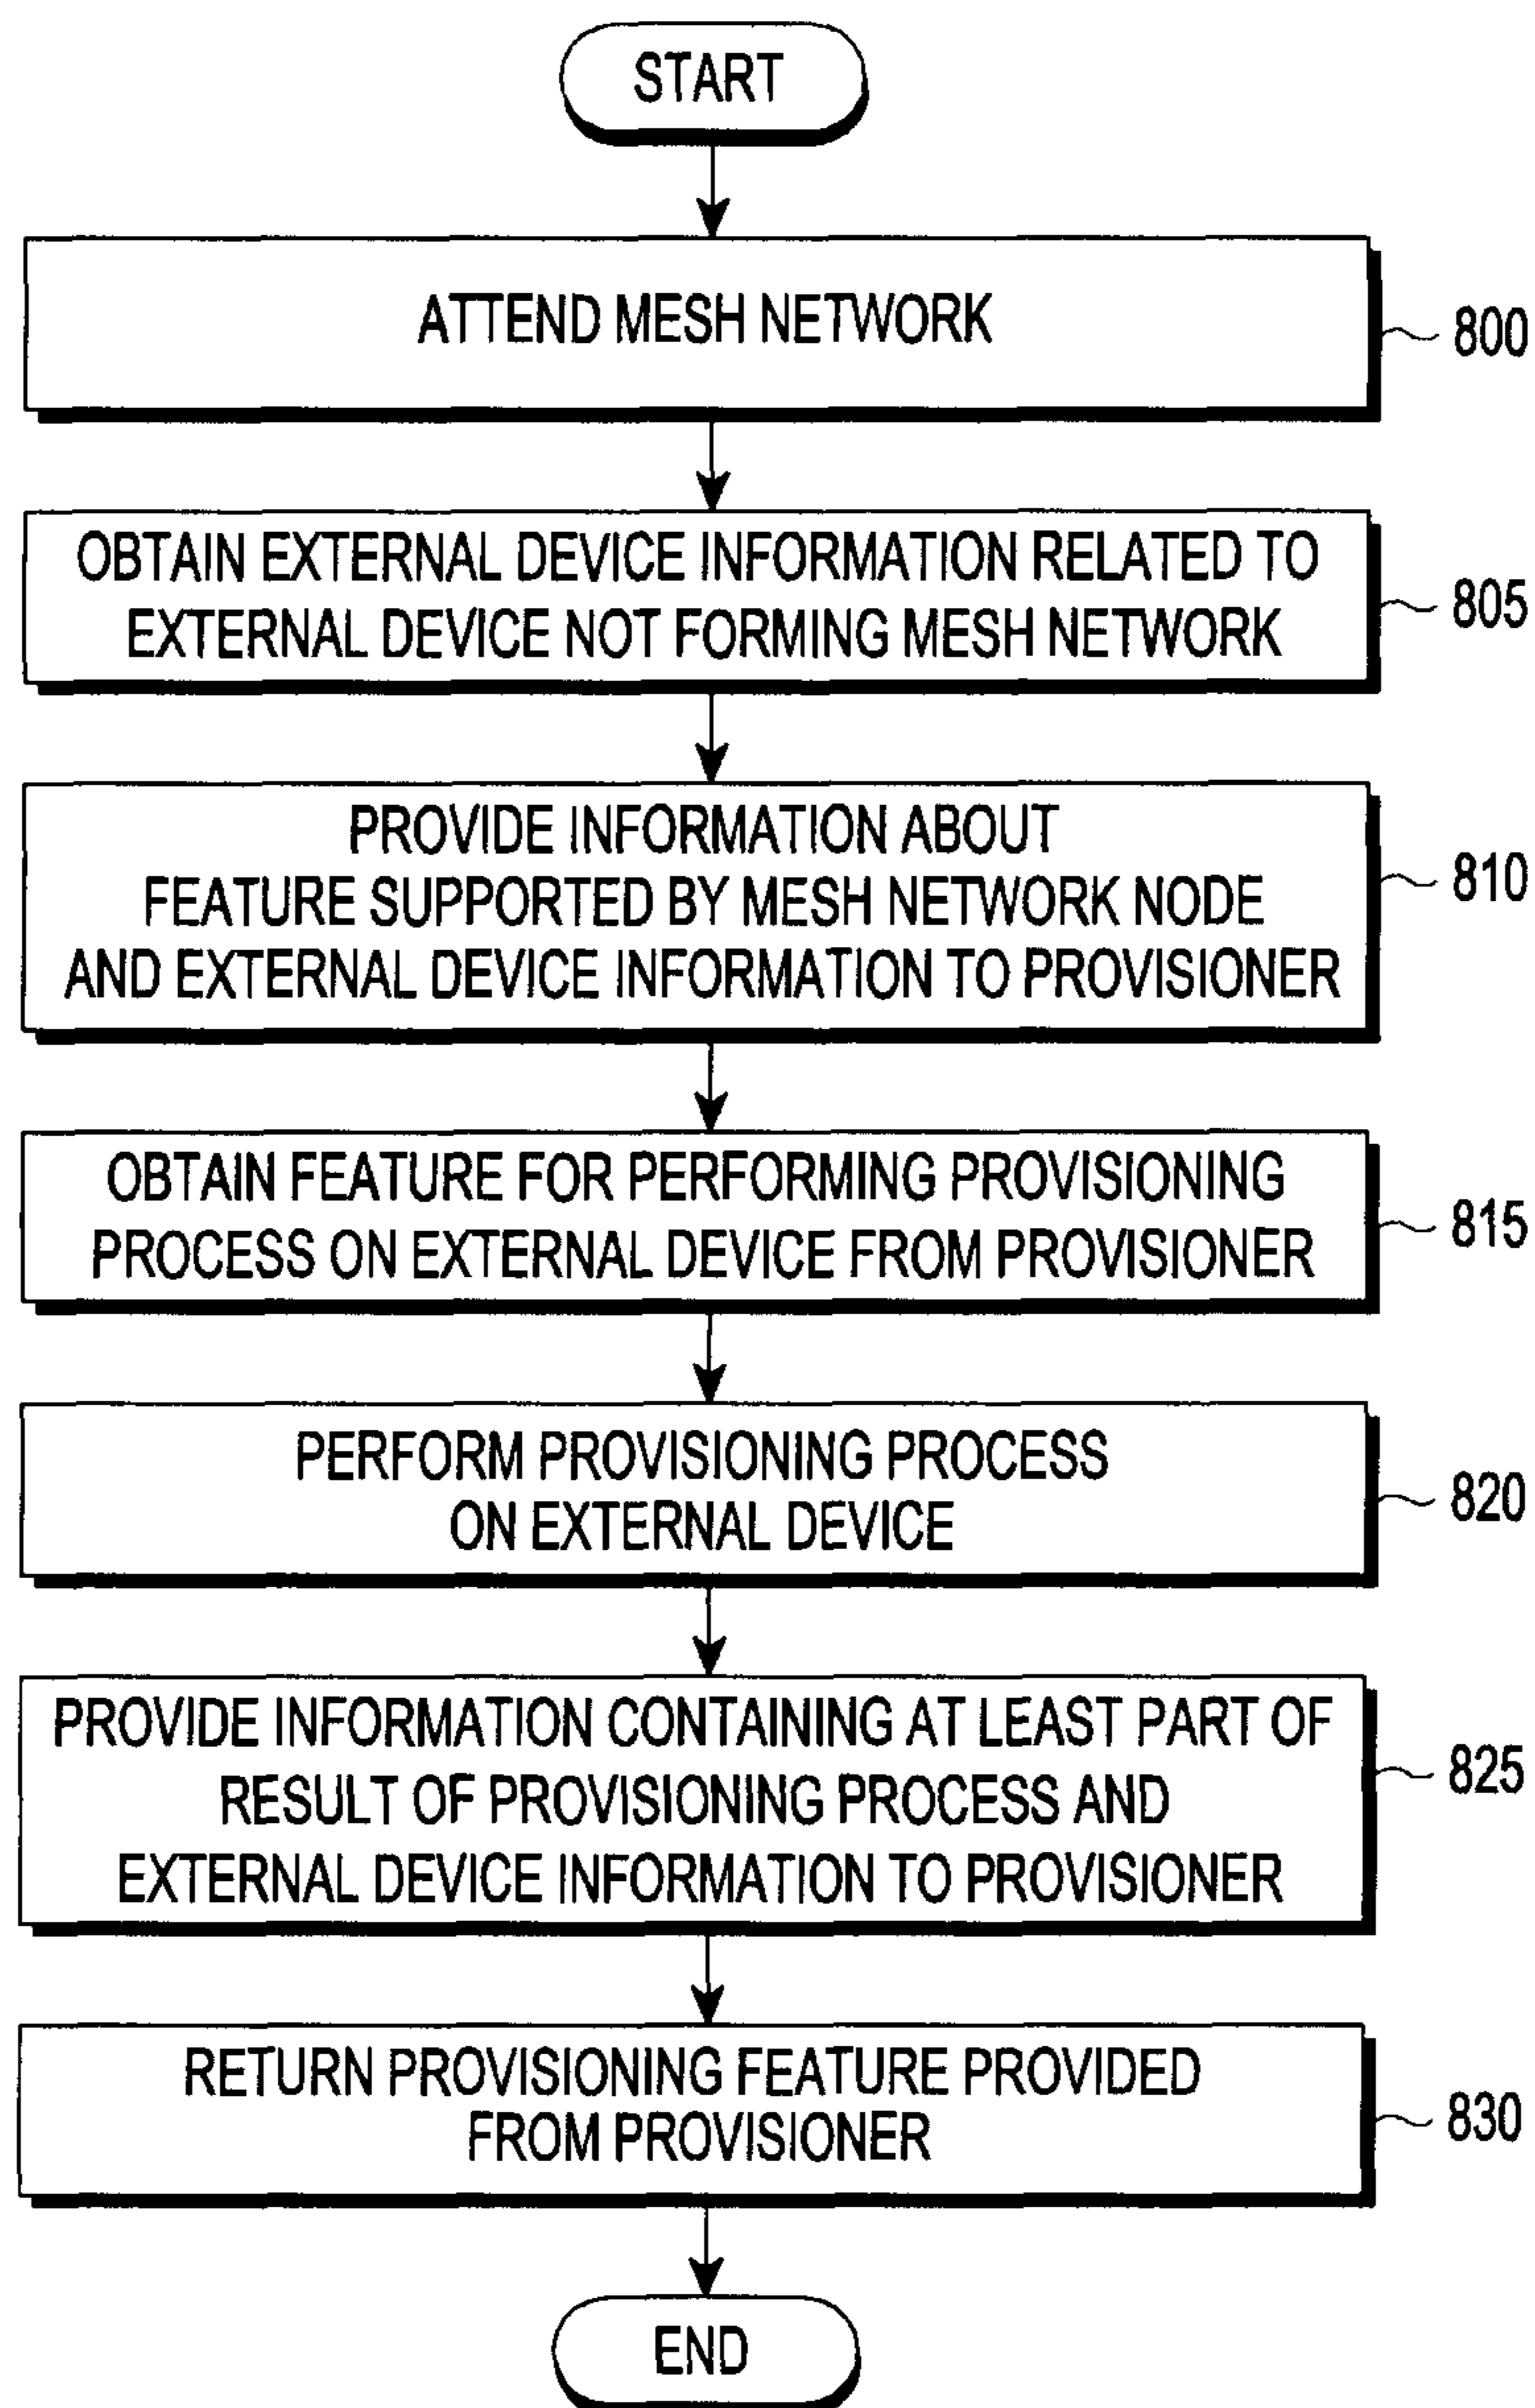 START
ATTEND MESH NETWORK
800
OBTAIN EXTERNAL DEVICE INFORMATION RELATED TO
EXTERNAL DEVICE NOT FORMING MESH NETWORK
805
PROVIDE INFORMATION ABOUT
FEATURE SUPPORTED BY MESH NETWORK NODE
AND EXTERNAL DEVICE INFORMATION TO PROVISIONER
810
OBTAIN FEATURE FOR PERFORMING PROVISIONING
PROCESS ON EXTERNAL DEVICE FROM PROVISIONER
815
PERFORM PROVISIONING PROCESS
ON EXTERNAL DEVICE
820
PROVIDE INFORMATION CONTAINING AT LEAST PART OF
RESULT OF PROVISIONING PROCESS AND
EXTERNAL DEVICE INFORMATION TO PROVISIONER
825
RETURN PROVISIONING FEATURE PROVIDED
FROM PROVISIONER
830
END